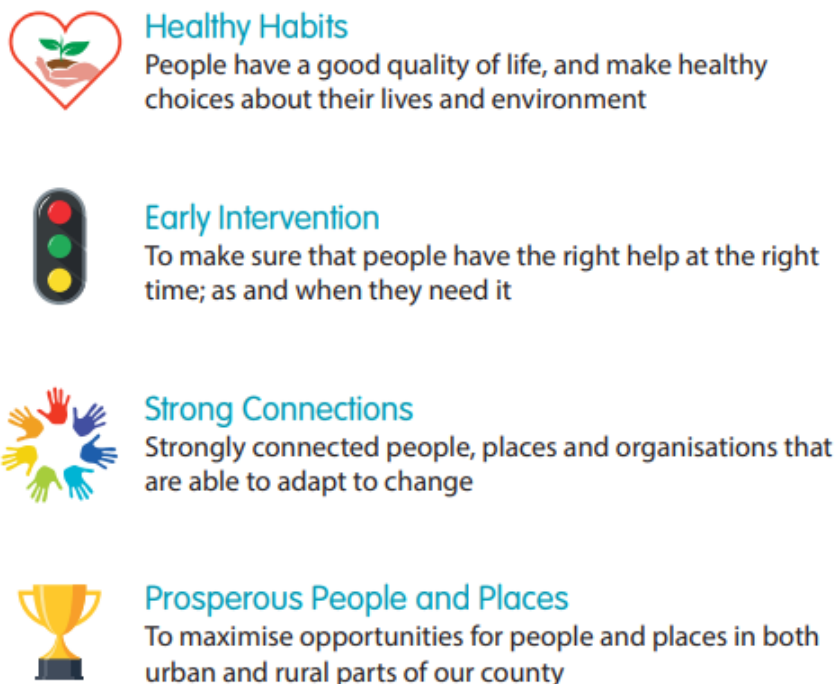 Healthy Habits
People have a good quality of life, and make healthy
choices about their lives and environment
Early Intervention
To make sure that people have the right help at the right
time; as and when they need it
Strong Connections
Strongly connected people, places and organisations that
are able to adapt to change
Prosperous People and Places
To maximise opportunities for people and places in both
urban and rural parts of our county